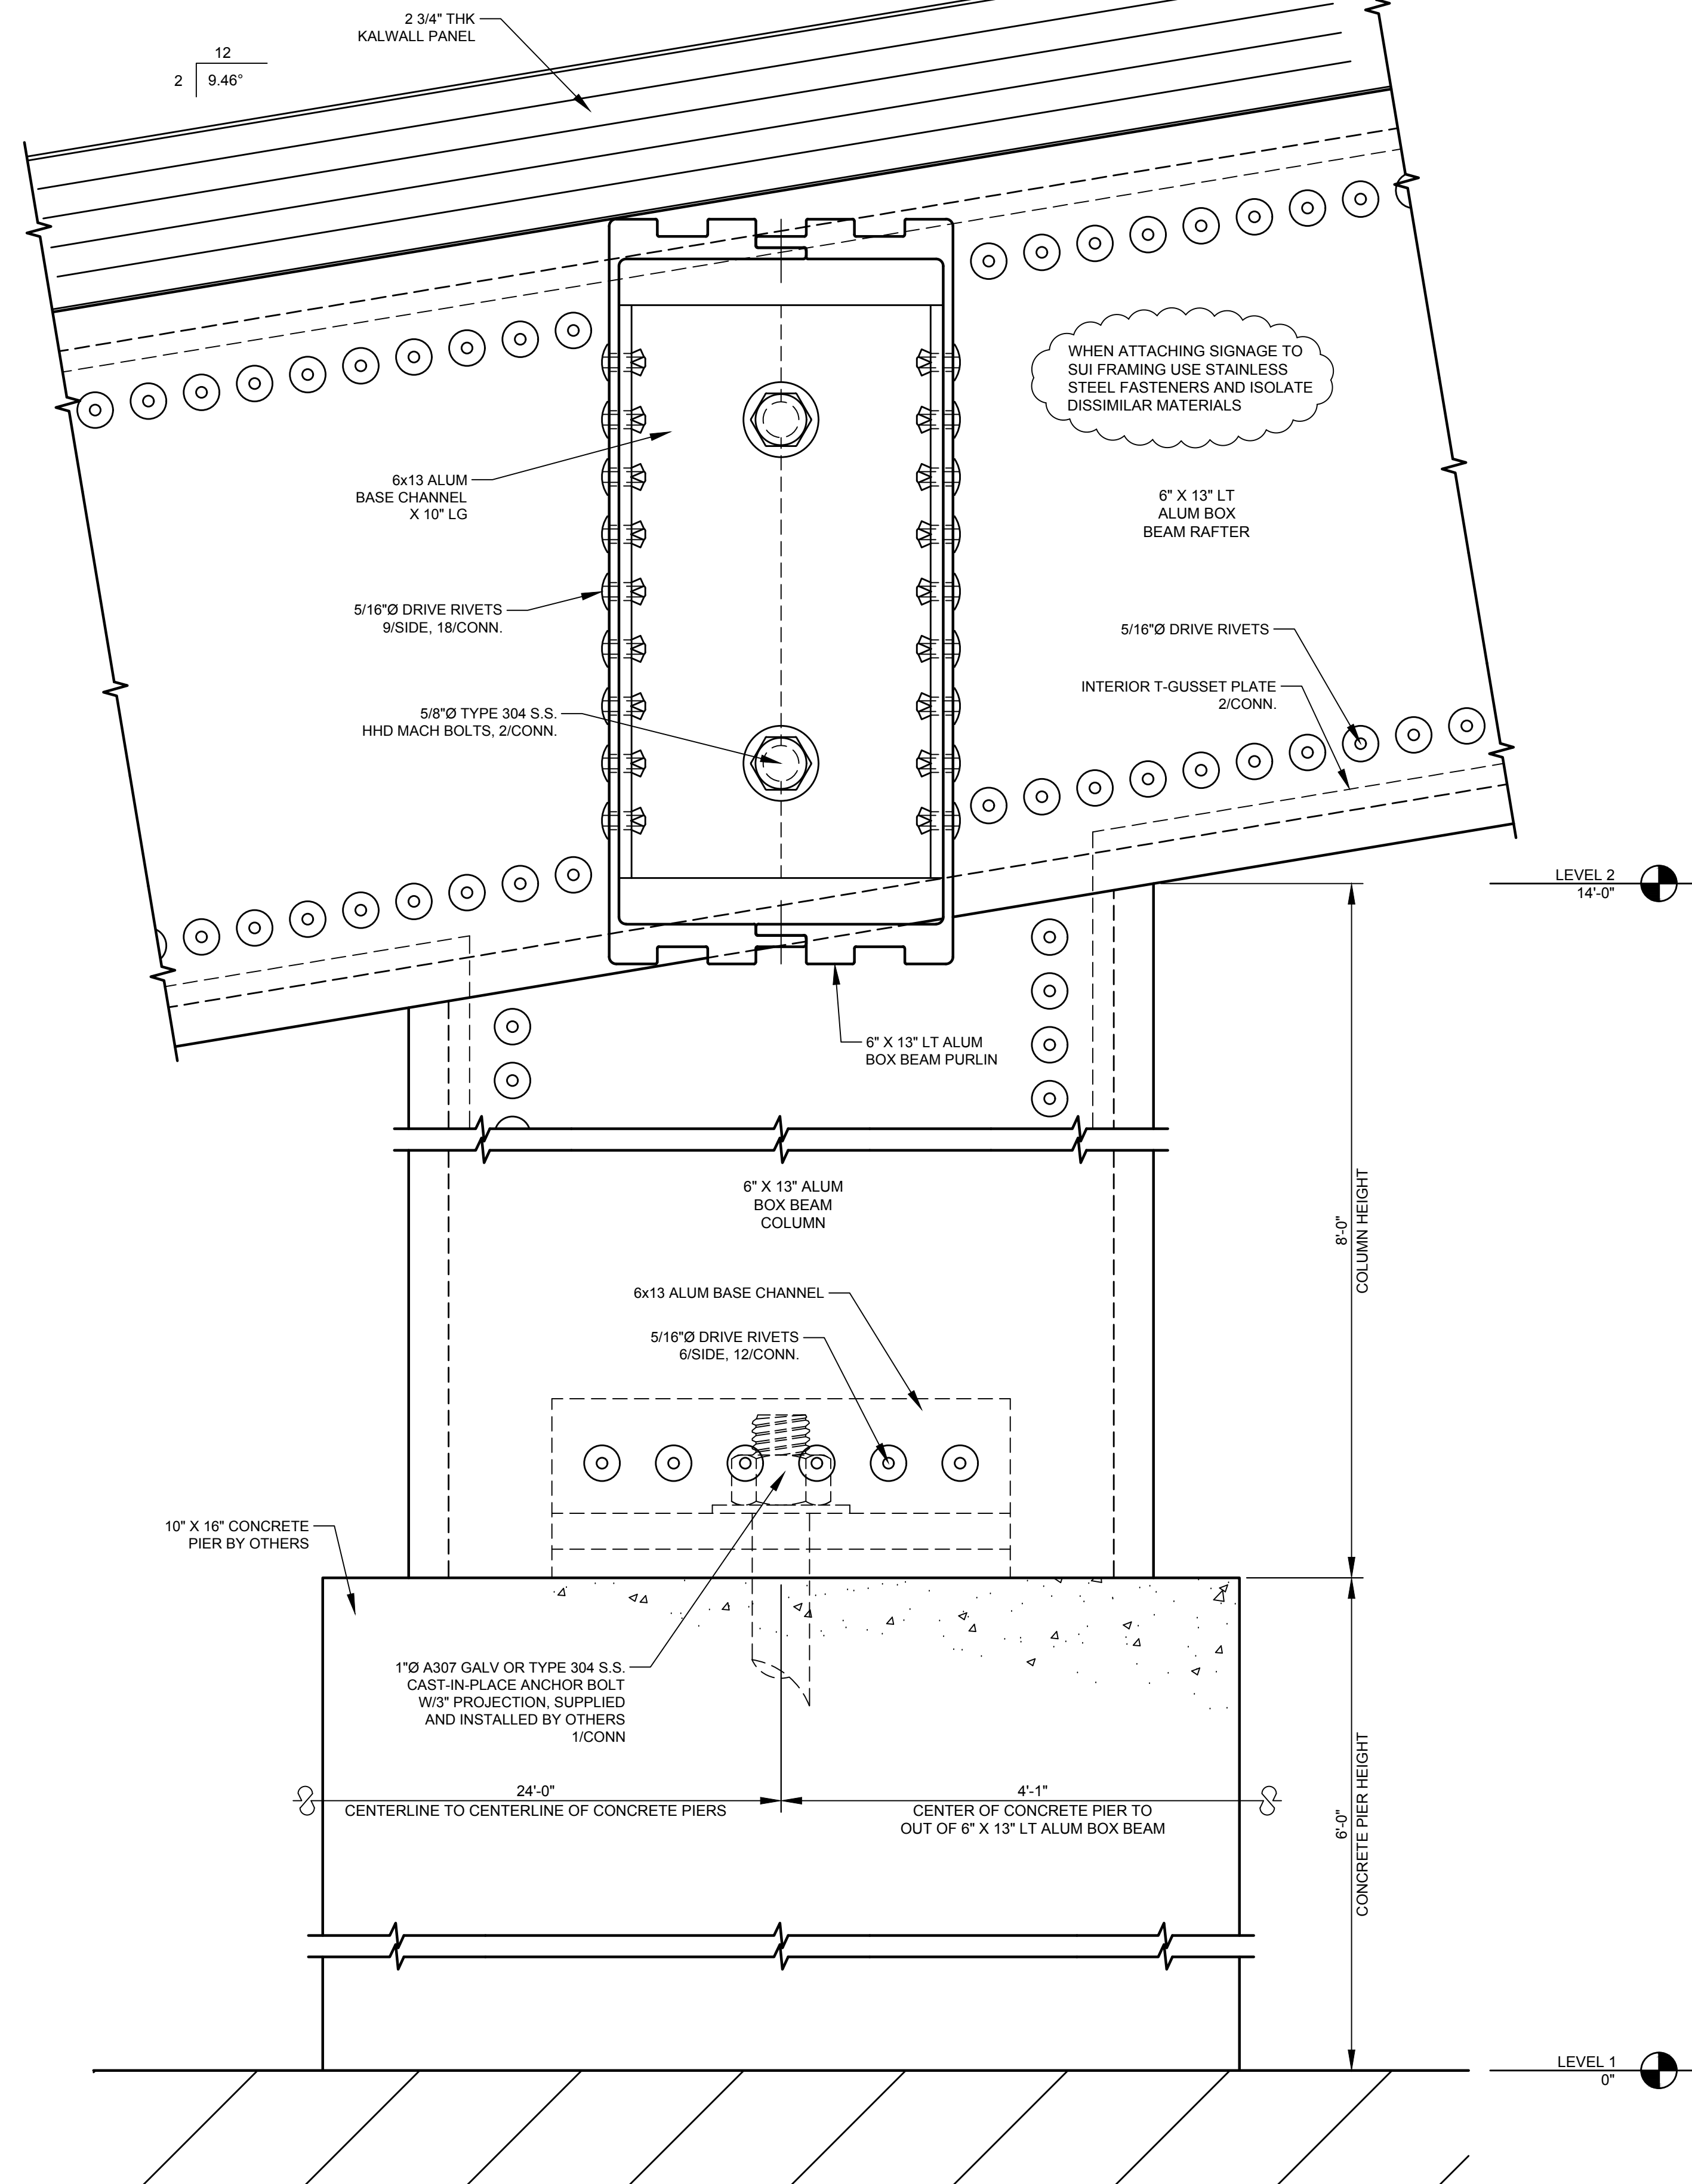 2 3/4" THK
KALWALL PANEL
12
2
9.46°
WHEN ATTACHING SIGNAGE TO
SUI FRAMING USE STAINLESS
STEEL FASTENERS AND ISOLATE
DISSIMILAR MATERIALS
6x13 ALUM
BASE CHANNEL
X 10" LG
6" X 13" LT
ALUM BOX
BEAM RAFTER
5/16"Ø DRIVE RIVETS
9/SIDE, 18/CONN.
5/16"Ø DRIVE RIVETS
INTERIOR T-GUSSET PLATE
2/CONN.
5/8"Ø TYPE 304 S.S.
HHD MACH BOLTS, 2/CONN.
LEVEL 2
14'-0"
6" X 13" LT ALUM
BOX BEAM PURLIN
6" X 13" ALUM
BOX BEAM
COLUMN
8'-0"
COLUMN HEIGHT
6x13 ALUM BASE CHANNEL
5/16"Ø DRIVE RIVETS
6/SIDE, 12/CONN.
10" X 16" CONCRETE
PIER BY OTHERS
1"Ø A307 GALV OR TYPE 304 S.S.
CAST-IN-PLACE ANCHOR BOLT
W/3" PROJECTION, SUPPLIED
AND INSTALLED BY OTHERS
1/CONN
24'-0"
CENTERLINE TO CENTERLINE OF CONCRETE PIERS
4'-1"
CENTER OF CONCRETE PIER TO
OUT OF 6" X 13" LT ALUM BOX BEAM
6'-0"
CONCRETE PIER HEIGHT
LEVEL 1
0"